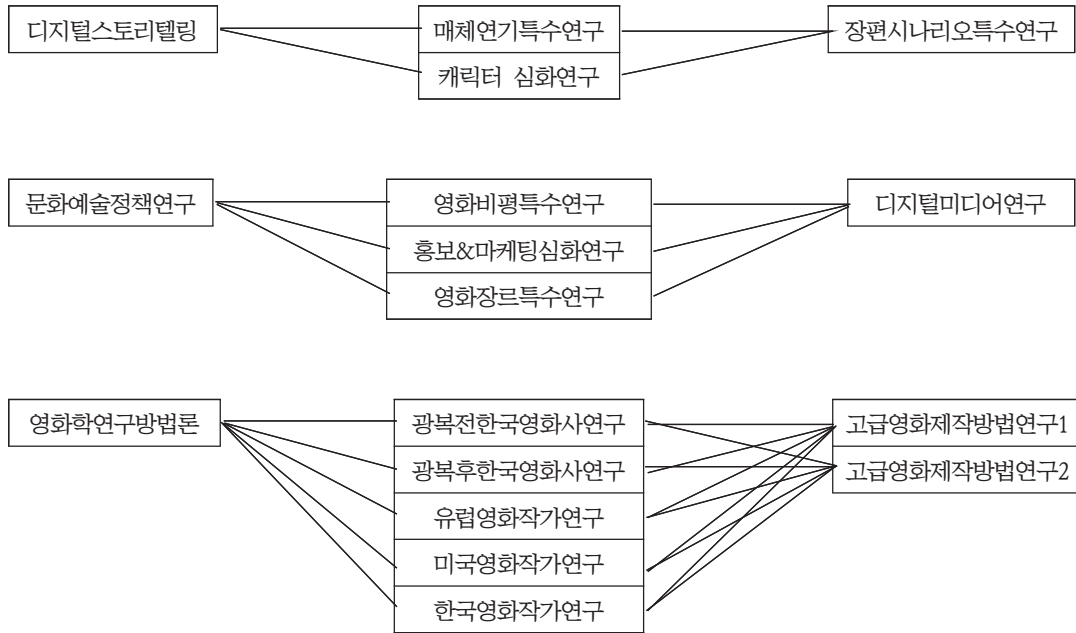 디지털스토리텔링 매체연기특수연구 장편시나리오특수연구
캐릭터 심화연구
문화예술정책연구 영화비평특수연구 디지털미디어연구
홍보&마케팅심화연구
영화장르특수연구
영화학연구방법론 광복전한국영화사연구 고급영화제작방법연구1
광복후한국영화사연구 고급영화제작방법연구2
유럽영화작가연구
미국영화작가연구
한국영화작가연구